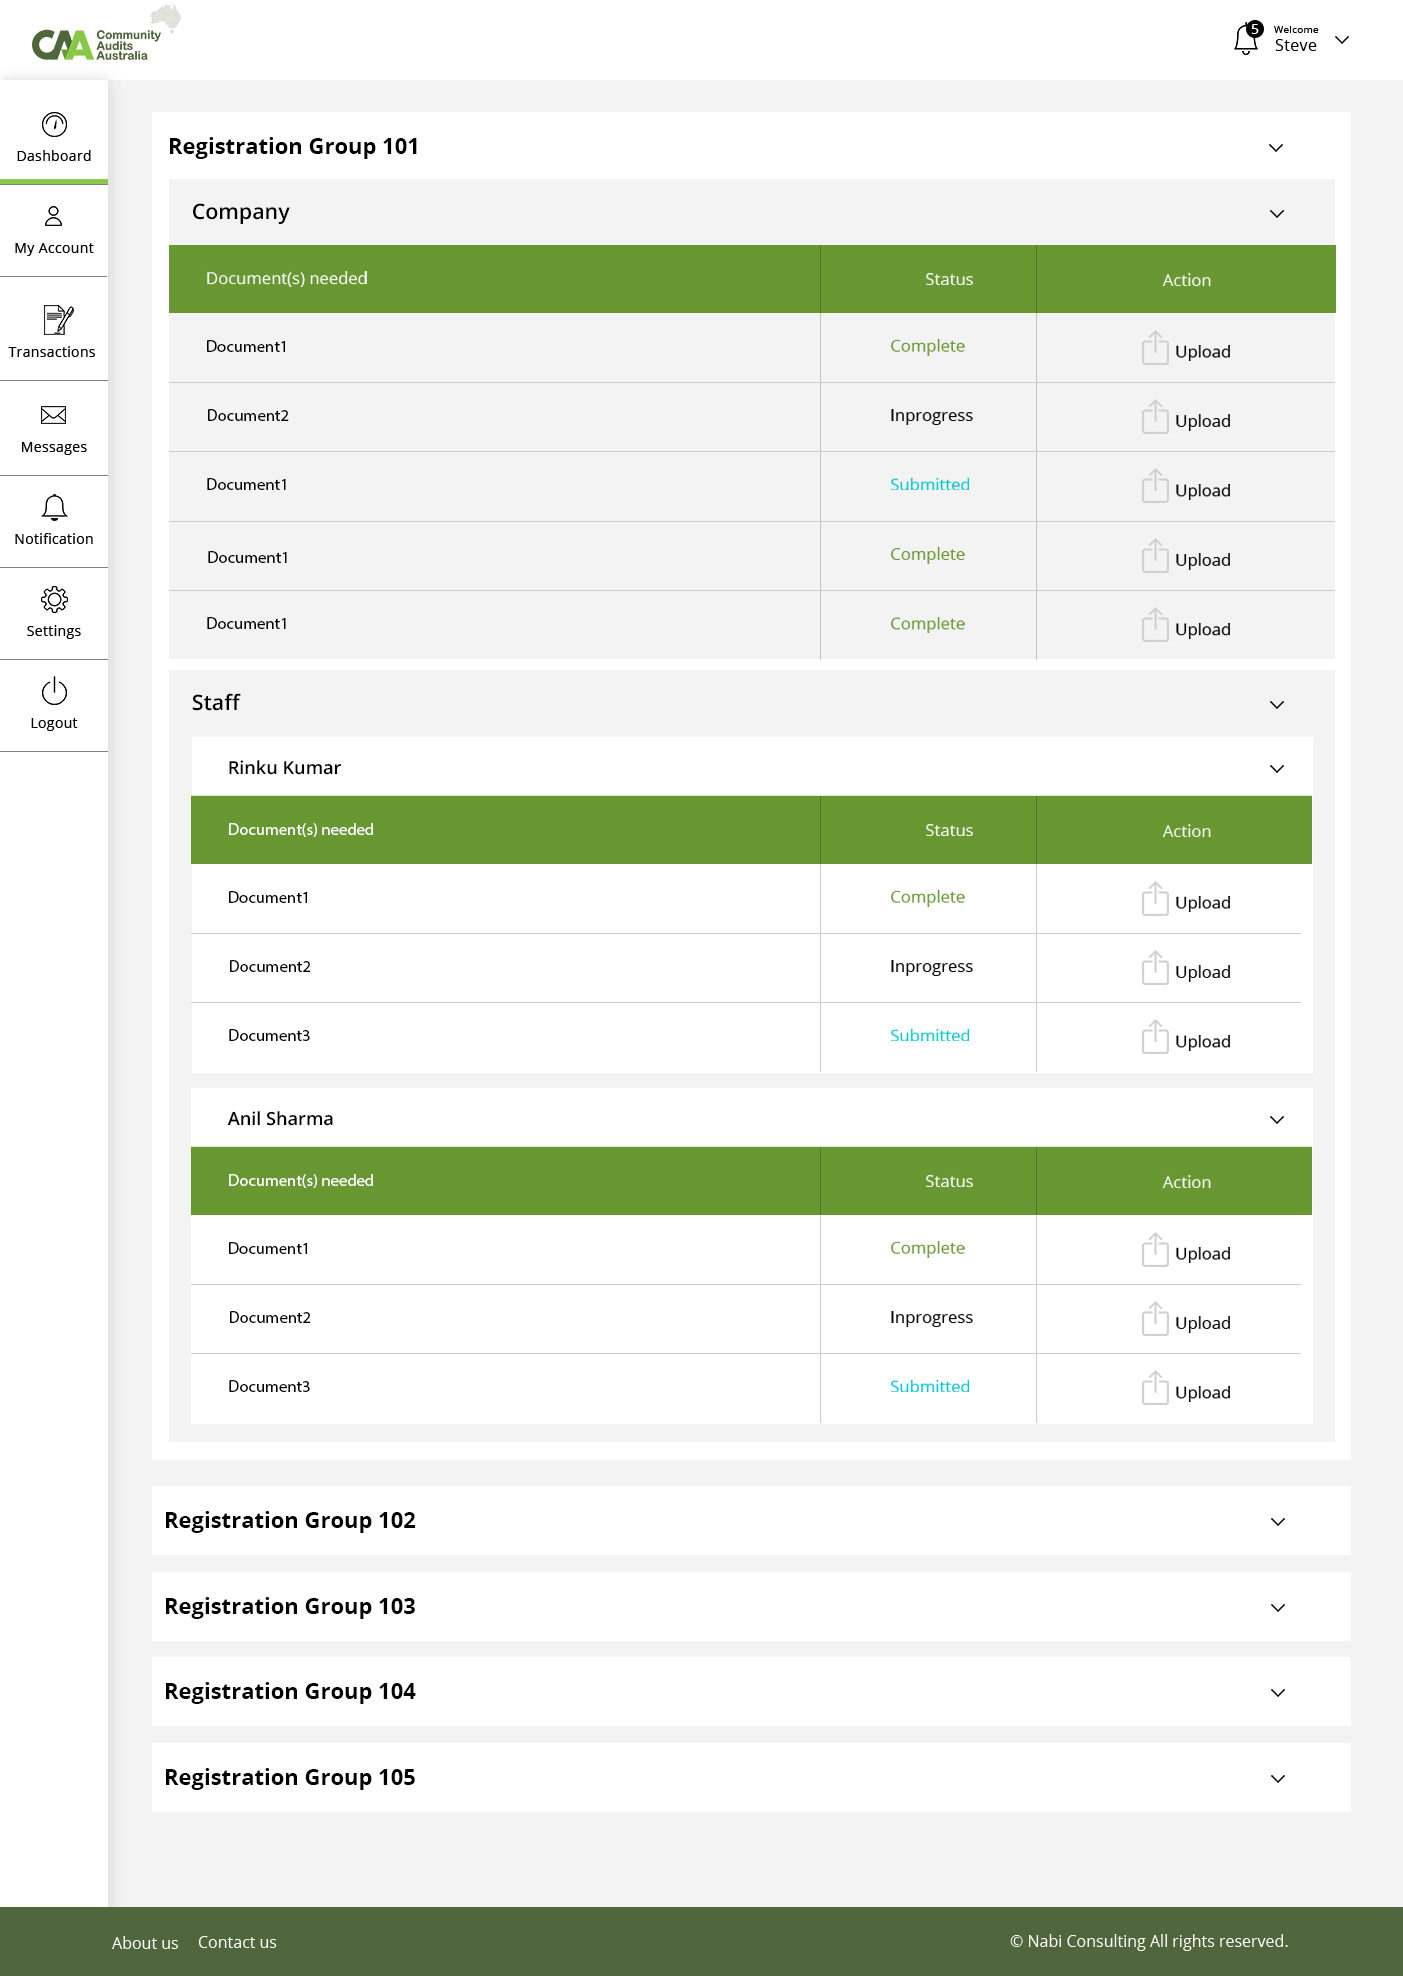 CAA Community
Audits
Australia
5
Welcome
Steve
Dashboard
My Account
Transactions
Messages
Notification
Settings
Logout
Registration Group 101
Company
Document(s) needed Status Action
Document1 Complete Upload
Document2 Inprogress Upload
Document1 Submitted Upload
Document1 Complete Upload
Document1 Complete Upload
Staff
Rinku Kumar
Document(s) needed Status Action
Document1 Complete Upload
Document2 Inprogress Upload
Document3 Submitted Upload
Anil Sharma
Document(s) needed Status Action
Document1 Complete Upload
Document2 Inprogress Upload
Document3 Submitted Upload
Registration Group 102
Registration Group 103
Registration Group 104
Registration Group 105
About us Contact us © Nabi Consulting All rights reserved.